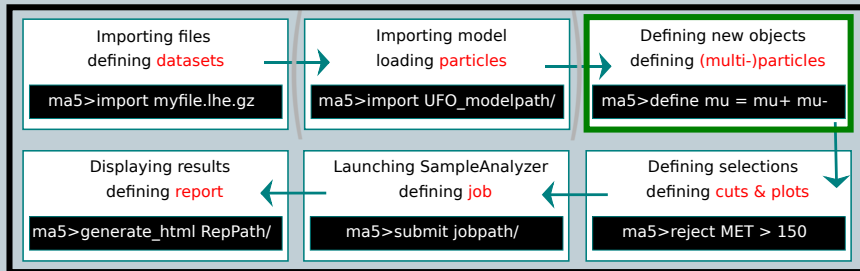 Importing files
defining datasets
ma5>import myfile.lhe.gz
Importing model
loading particles
ma5>import UFO_modelpath/
Defining new objects
defining (multi-)particles
ma5>define mu = mu+ mu-
Displaying results
defining report
ma5>generate_html RepPath/
Launching SampleAnalyzer
defining job
ma5>submit jobpath/
Defining selections
defining cuts & plots
ma5>reject MET > 150